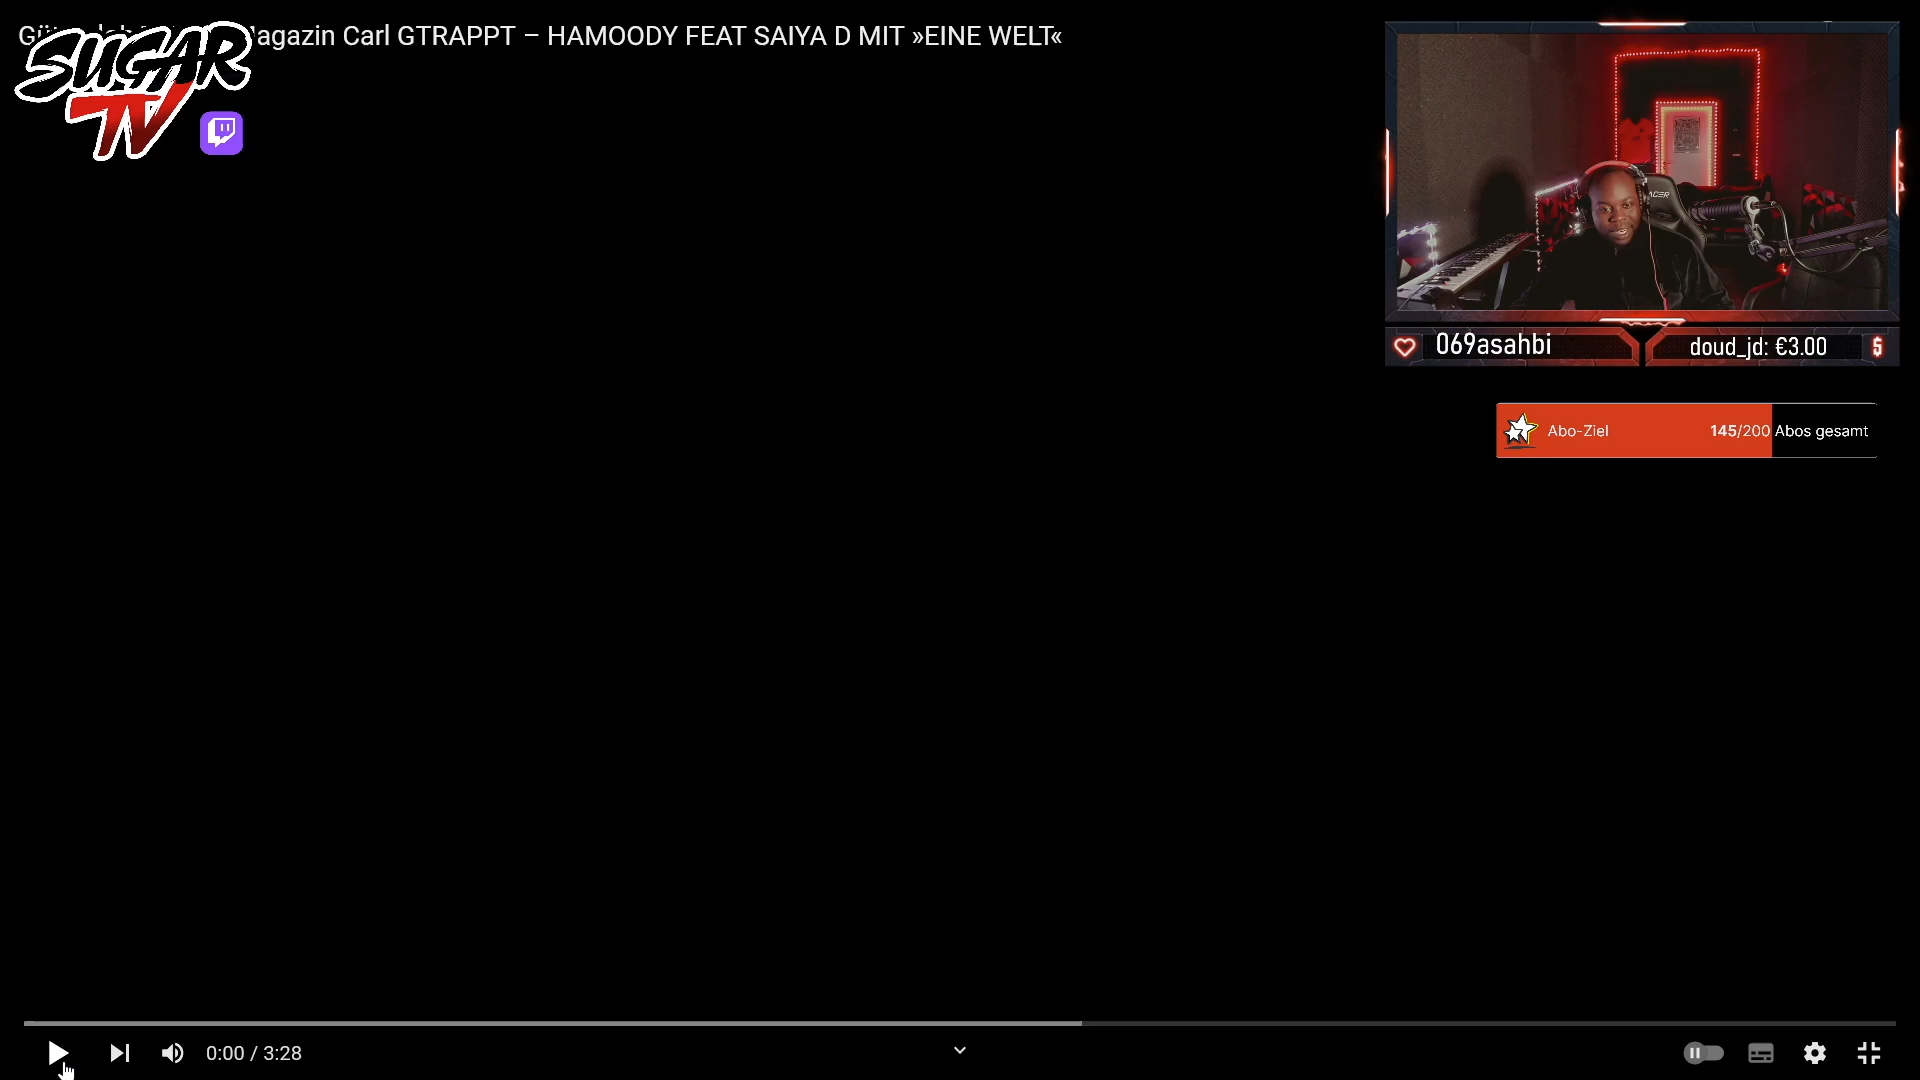 agazin Carl GTRAPPT – HAMOODY FEAT SAIYA D MIT »EINE WELT«
SUGAR
TV
ACER
069asahbi
doud_jd: €3.00
Abo-Ziel 145/200 Abos gesamt
0:00 / 3:28